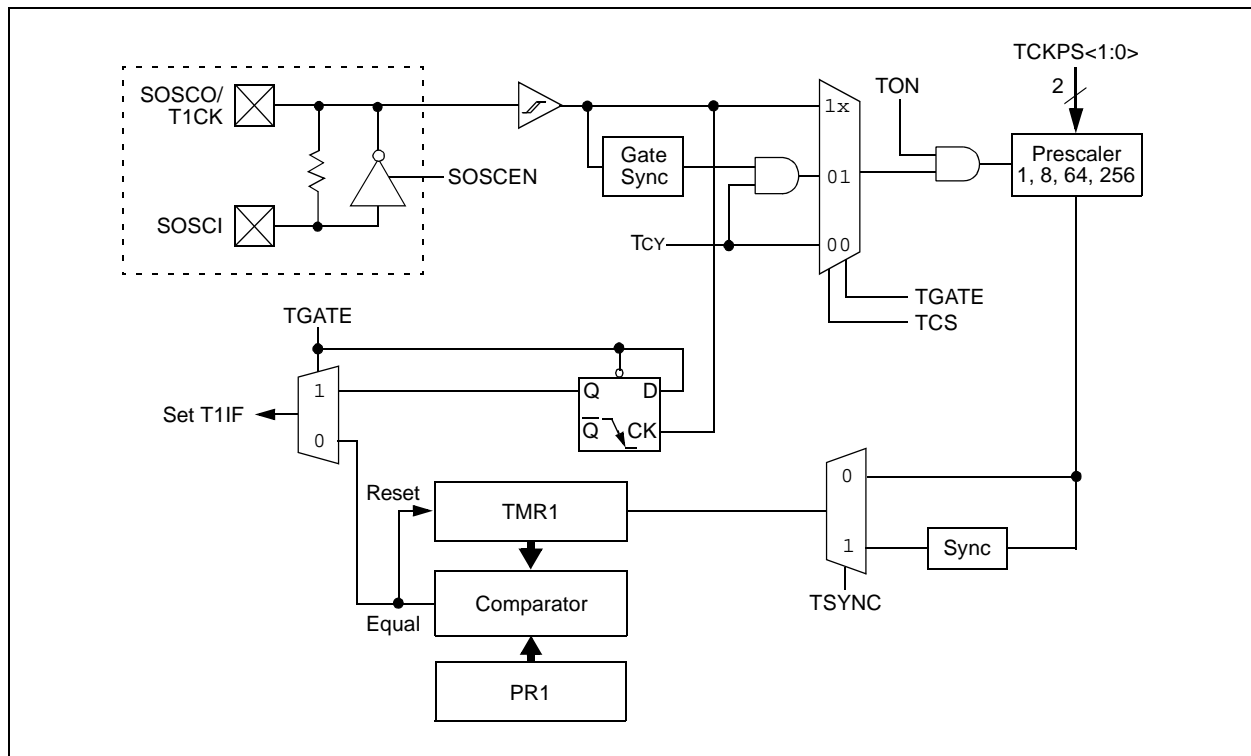 TCKPS<1:0>
2
TON
SOSCO/
T1CK
1x
Gate
Sync
Prescaler
1, 8, 64, 256
SOSCEN
01
SOSCI
TCY
00
TGATE
TCS
TGATE
1
Q
D
Set T1IF
Q
CK
0
Reset
TMR1
0
1
Sync
Comparator
TSYNC
Equal
PR1